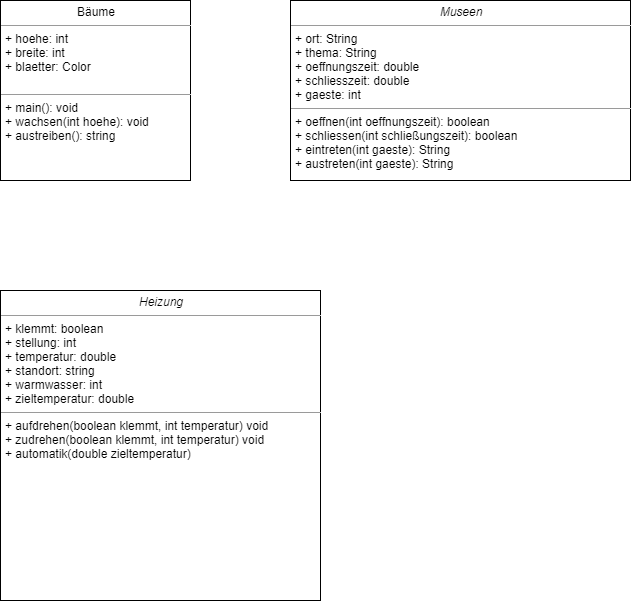 Bäume
+ hoehe: int
+ breite: int
+ blaetter: Color
+ main(): void
+ wachsen(int hoehe): void
+ austreiben(): string
Museen
+ ort: String
+ thema: String
+ oeffnungszeit: double
+ schliesszeit: double
+ gaeste: int
+ oeffnen(int oeffnungszeit): boolean
+ schliessen(int schließungszeit): boolean
+ eintreten(int gaeste): String
+ austreten(int gaeste): String
Heizung
+ klemmt: boolean
+ stellung: int
+ temperatur: double
+ standort: string
+ warmwasser: int
+ zieltemperatur: double
+ aufdrehen(boolean klemmt, int temperatur) void
+ zudrehen(boolean klemmt, int temperatur) void
+ automatik(double zieltemperatur)